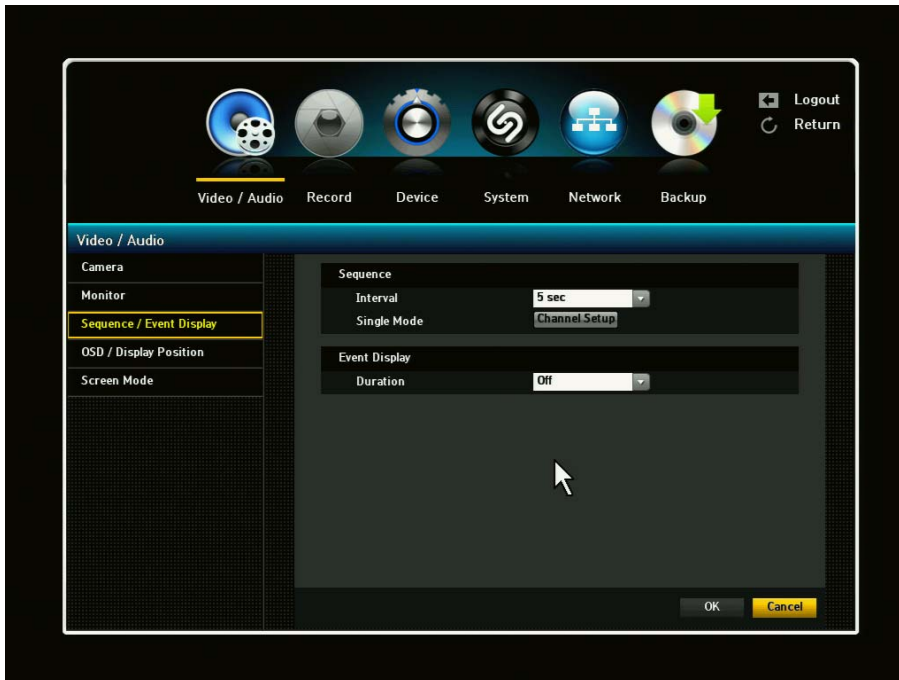 Logout
Return
Video / Audio Record Device System Network Backup
Video / Audio
Camera
Monitor
Sequence / Event Display
OSD / Display Position
Screen Mode
Sequence
Interval 5 sec
Single Mode Channel Setup
Event Display
Duration Off
OK Cancel